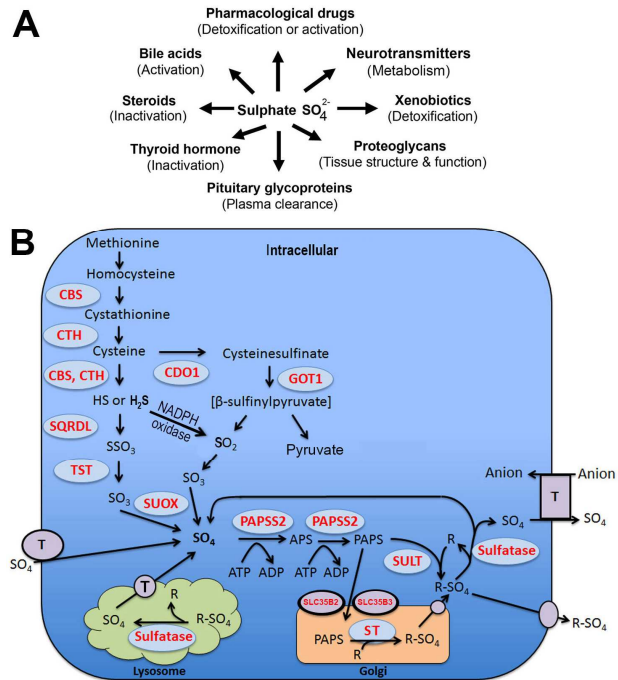 A
Pharmacological drugs
(Detoxification or activation)
Bile acids
(Activation)
Neurotransmitters
(Metabolism)
Steroids
(Inactivation)
Sulphate SO4 2-
Xenobiotics
(Detoxification)
Thyroid hormone
(Inactivation)
Proteoglycans
(Tissue structure & function)
Pituitary glycoproteins
(Plasma clearance)
B
Intracellular
Methionine
Homocysteine
CBS
Cystathionine
CTH
Cysteine
Cysteinesulfinate
CBS, CTH
CDO1
GOT1
HS or H2S
[β-sulfinylpyruvate]
NADPH
oxidase
SQRDL
SSO3
SO2
Pyruvate
TST
SO3
SO3
SUOX
Anion
Anion
T
SO4
SO4
T
SO4
SO4
PAPSS2
APS
PAPSS2
PAPS
ATP
ADP
ATP
ADP
SULT
R
Sulfatase
R-SO4
R-SO4
T
R
SO4
R-SO4
Sulfatase
Lysosome
SLC35B2
SLC35B3
PAPS
ST
R
R-SO4
Golgi